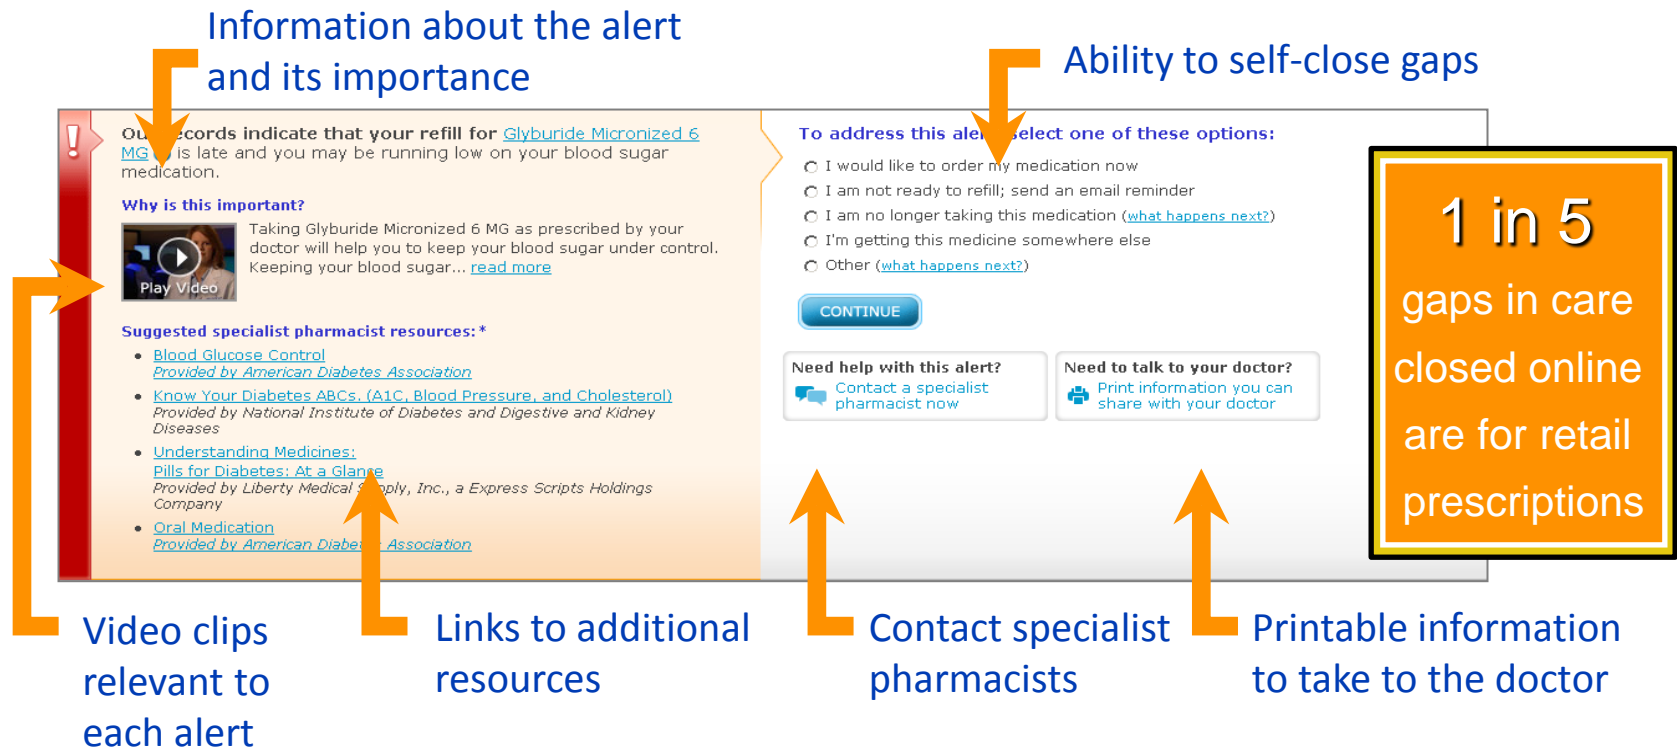 Information about the alert
and its importance
Ability to self-close gaps
Our records indicate that your refill for Glyburide Micronized 6
MG is late and you may be running low on your blood sugar
medication.
Why is this important?
Play Video
Taking Glyburide Micronized 6 MG as prescribed by your
doctor will help you to keep your blood sugar under control.
Keeping your blood sugar... read more
Suggested specialist pharmacist resources:*
Blood Glucose Control
Provided by American Diabetes Association
Know Your Diabetes ABCs. (A1C, Blood Pressure, and Cholesterol)
Provided by National Institute of Diabetes and Digestive and Kidney
Diseases
Understanding Medicines:
Pills for Diabetes: At a Glance
Provided by Liberty Medical Supply, Inc., a Express Scripts Holdings
Company
Oral Medication
Provided by American Diabetes Association
To address this alert, select one of these options:
I would like to order my medication now
I am not ready to refill; send an email reminder
I am no longer taking this medication (what happens next?)
I'm getting this medicine somewhere else
Other (what happens next?)
CONTINUE
Need help with this alert?
Contact a specialist
pharmacist now
Need to talk to your doctor?
Print information you can
share with your doctor
1 in 5
gaps in care
closed online
are for retail
prescriptions
Video clips
relevant to
each alert
Links to additional
resources
Contact specialist
pharmacists
Printable information
to take to the doctor